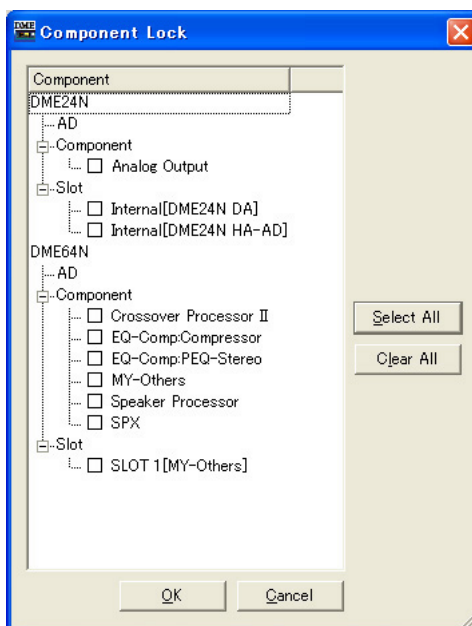 DME Component Lock
Component
DME24N
AD
Component
Analog Output
Slot
Internal[DME24N DA]
Internal[DME24N HA-AD]
DME64N
AD
Component
Crossover Processor II
EQ-Comp:Compressor
EQ-Comp:PEQ-Stereo
MY-Others
Speaker Processor
SPX
Slot
SLOT 1[MY-Others]
Select All
Clear All
OK Cancel